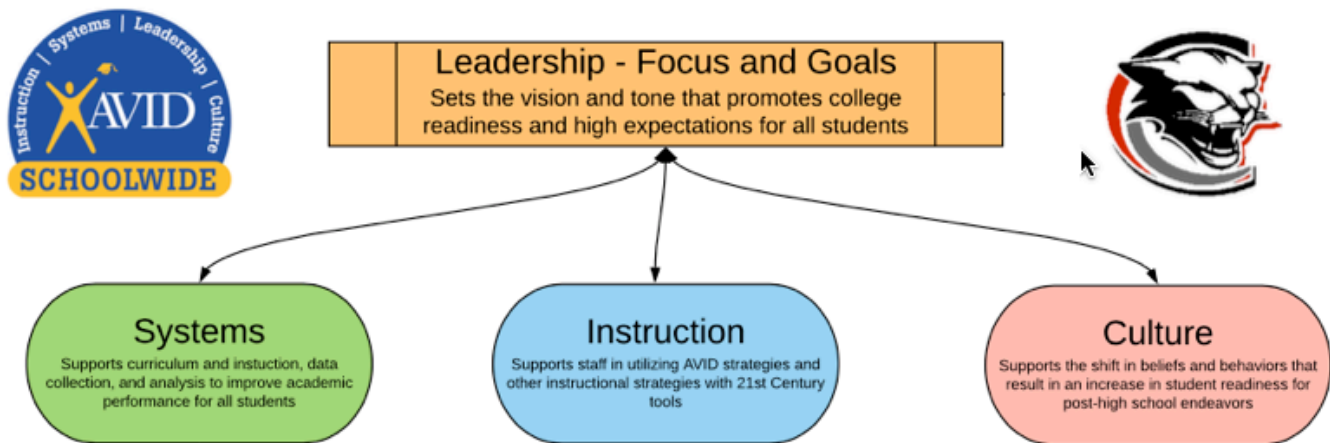 Instruction | Systems | Leadership | Culture
AVID
SCHOOLWIDE
Leadership - Focus and Goals
Sets the vision and tone that promotes college
readiness and high expectations for all students
Systems
Supports curriculum and instuction, data
collection, and analysis to improve academic
performance for all students
Instruction
Supports staff in utilizing AVID strategies and
other instructional strategies with 21st Century
tools
Culture
Supports the shift in beliefs and behaviors that
result in an increase in student readiness for
post-high school endeavors